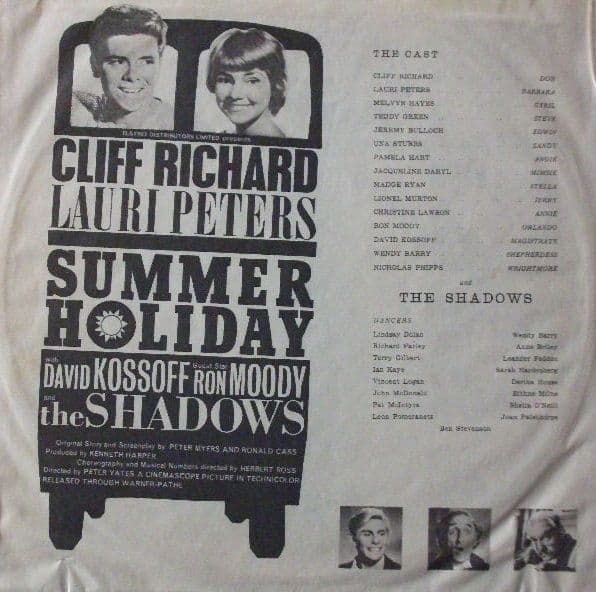 ELSTREE DISTRIBUTORS LIMITED presents
CLIFF RICHARD
LAURI PETERS
SUMMER
HOLIDAY
with Guest Star
DAVID KOSSOFF RON MOODY
and
the SHADOWS
Original Story and Screenplay by PETER MYERS AND RONALD CASS
Produced by KENNETH HARPER
Choreography and Musical Numbers directed by HERBERT ROSS
Directed by PETER YATES A CINEMASCOPE PICTURE IN TECHNICOLOR
RELEASED THROUGH WARNER-PATHE
THE CAST
CLIFF RICHARD DON
LAURI PETERS BARBARA
MELVYN HAYES CYRIL
TEDDY GREEN STEVE
JEREMY BULLOCH EDWIN
UNA STUBBS SANDY
PAMELA HART ANGIE
JACQUELINE DARYL MIMSIE
MADGE RYAN STELLA
LIONEL MURTON JERRY
CHRISTINE LAWSON ANNIE
RON MOODY ORLANDO
DAVID KOSSOFF MAGISTRATE
WENDY BARRY SHEPHERDESS
NICHOLAS PHIPPS WRIGHTMORE
and
THE SHADOWS
DANCERS
Lindsay Dolan Wendy Barry
Richard Farley Anne Briley
Terry Gilbert Leander Fedden
Ian Kaye Sarah Hardenberg
Vincent Logan
John McDonald Eithne Milne
Pat McIntyre Sheila O'Neill
Leon Pomeranetz Joan Palethorpe
Ben Stevenson